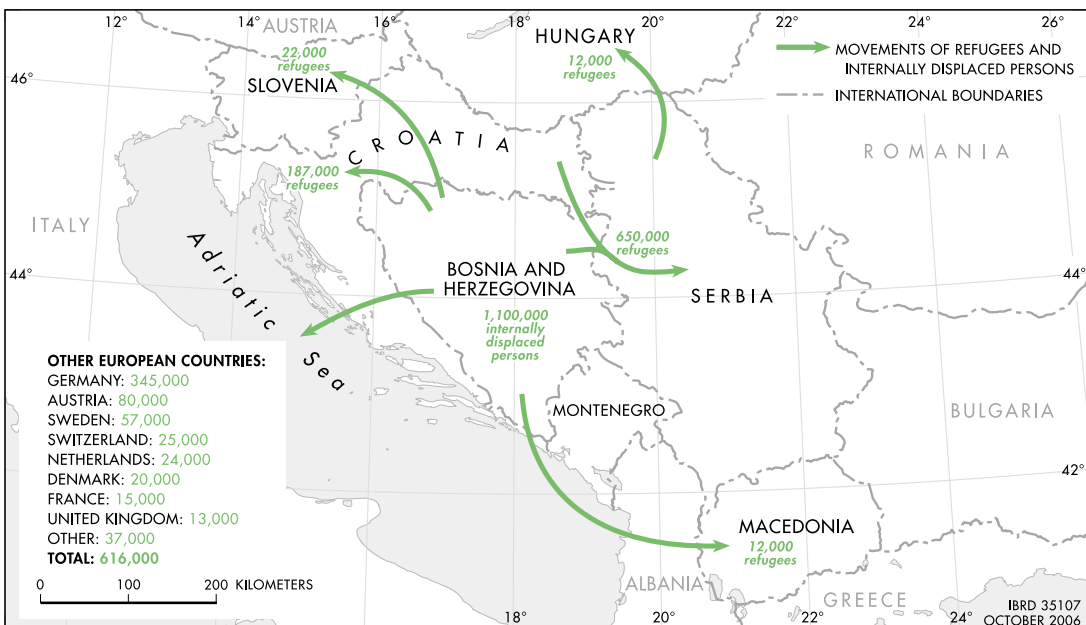 12°
14°
16°
18°
20°
22°
24°
26°
AUSTRIA
HUNGARY
22,000
refugees
12,000
refugees
MOVEMENTS OF REFUGEES AND
INTERNALLY DISPLACED PERSONS
46°
SLOVENIA
46°
INTERNATIONAL BOUNDARIES
CROATIA
ROMANIA
187,000
refugees
ITALY
650,000
refugees
Adriatic Sea
44°
BOSNIA AND
HERZEGOVINA
44°
SERBIA
1,100,000
internally
displaced
persons
OTHER EUROPEAN COUNTRIES:
GERMANY: 345,000
AUSTRIA: 80,000
SWEDEN: 57,000
SWITZERLAND: 25,000
NETHERLANDS: 24,000
DENMARK: 20,000
FRANCE: 15,000
UNITED KINGDOM: 13,000
OTHER: 37,000
TOTAL: 616,000
MONTENEGRO
BULGARIA
42°
MACEDONIA
12,000
refugees
0 100 200 KILOMETERS
ALBANIA
GREECE
18°
20°
22°
24°
IBRD 35107
OCTOBER 2006